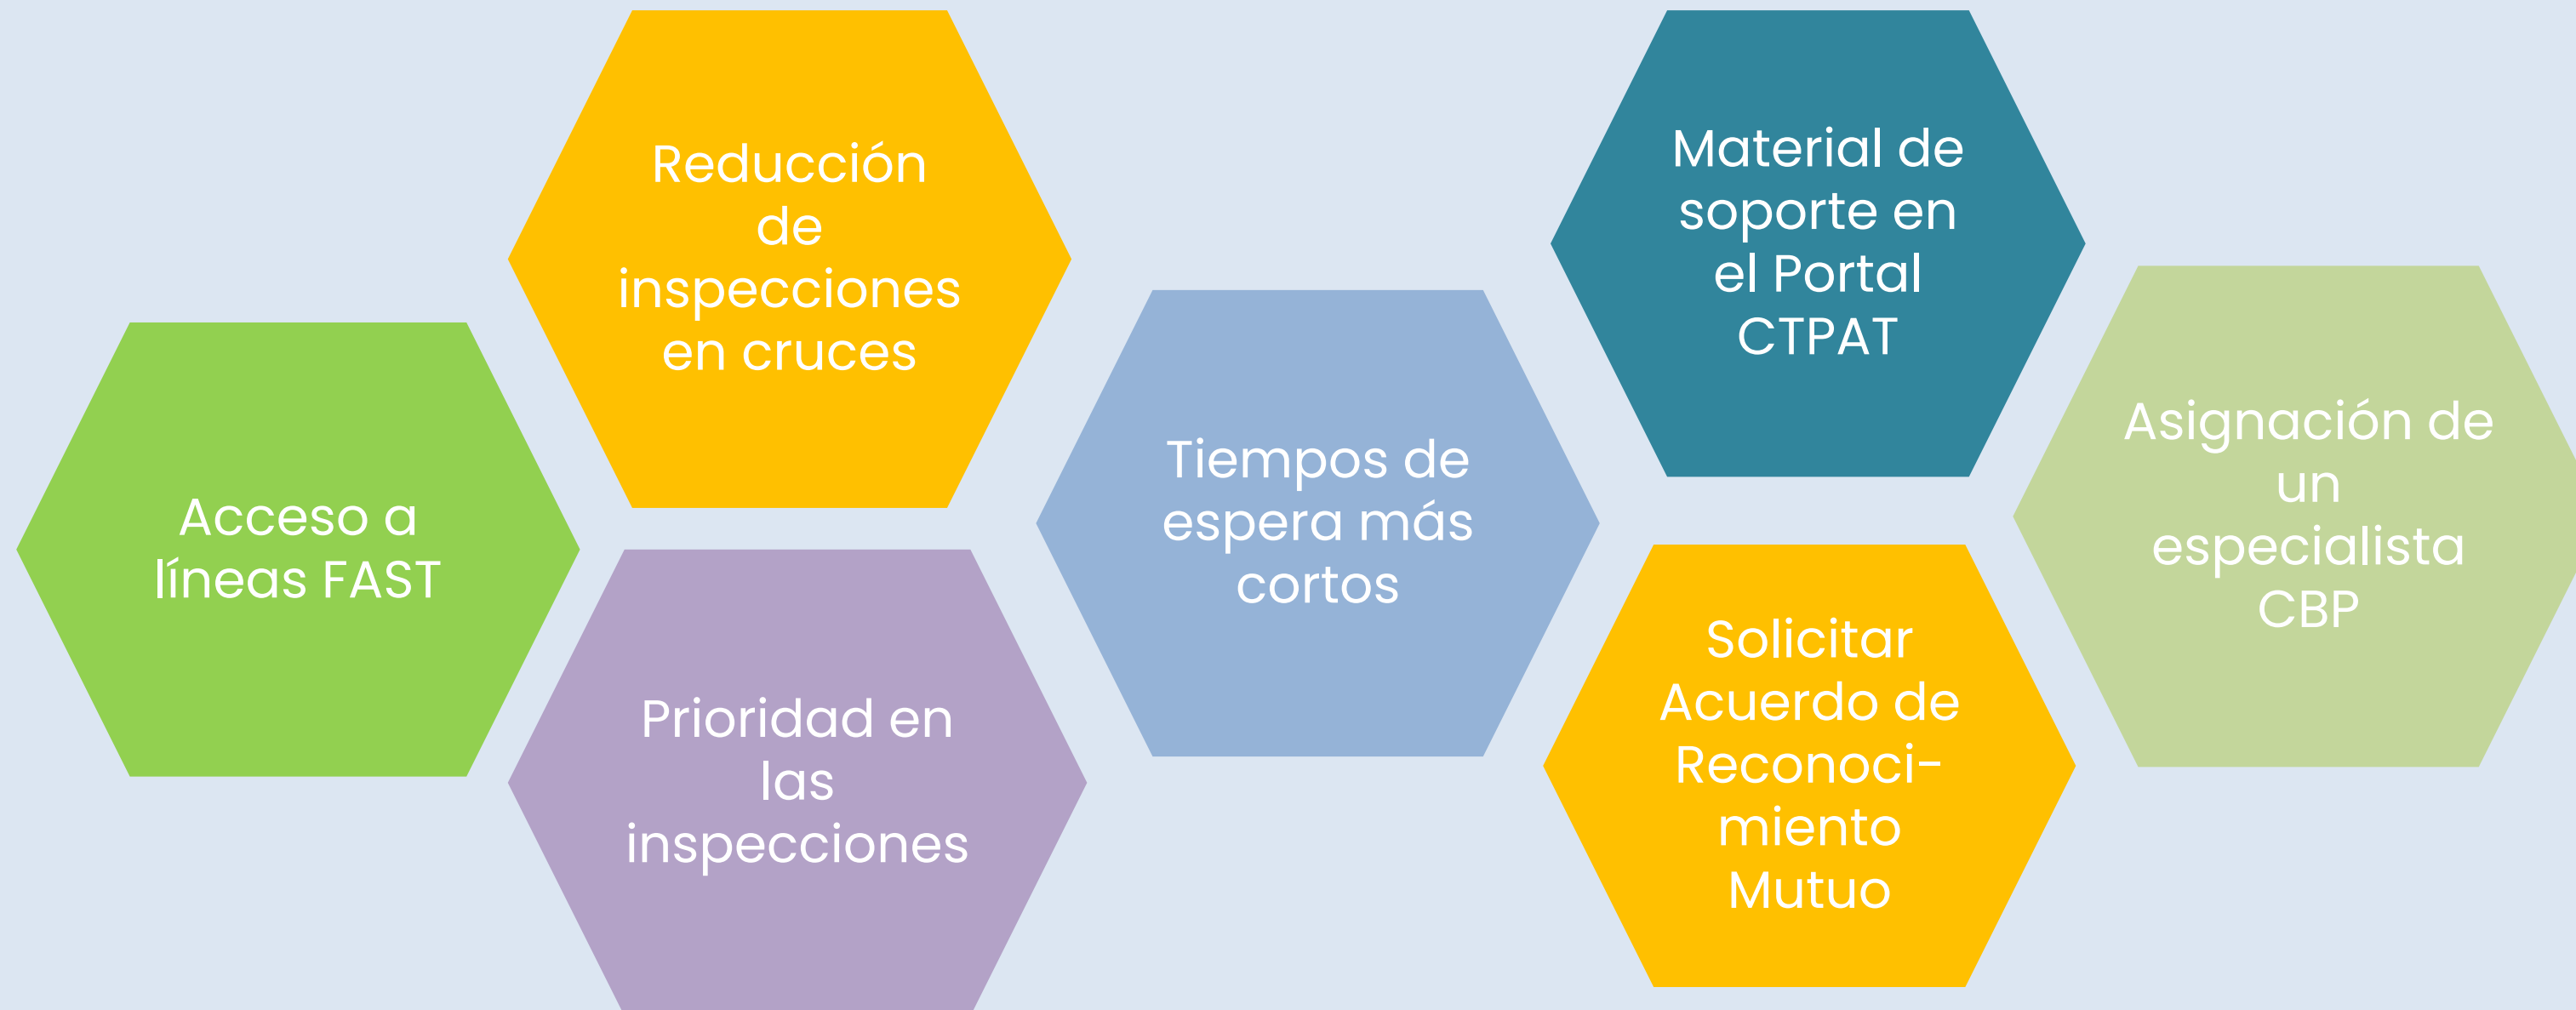 Acceso a
líneas FAST
Reducción
de
inspecciones
en cruces
Prioridad en
las
inspecciones
Tiempos de
espera más
cortos
Material de
soporte en
el Portal
CTPAT
Solicitar
Acuerdo de
Reconoci-
miento
Mutuo
Asignación de
un
especialista
CBP